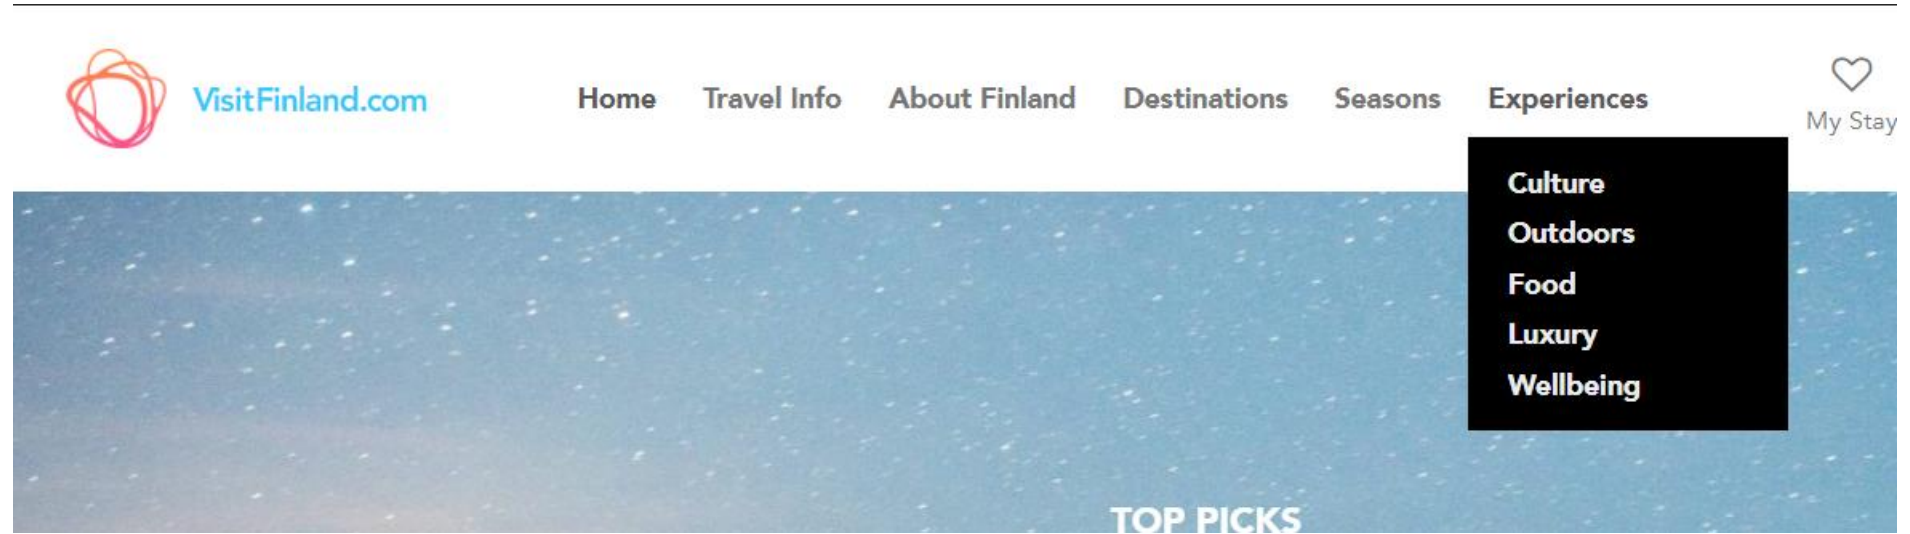 VisitFinland.com
Home Travel Info About Finland Destinations Seasons Experiences
My Stay
Culture
Outdoors
Food
Luxury
Wellbeing
TOP PICKS